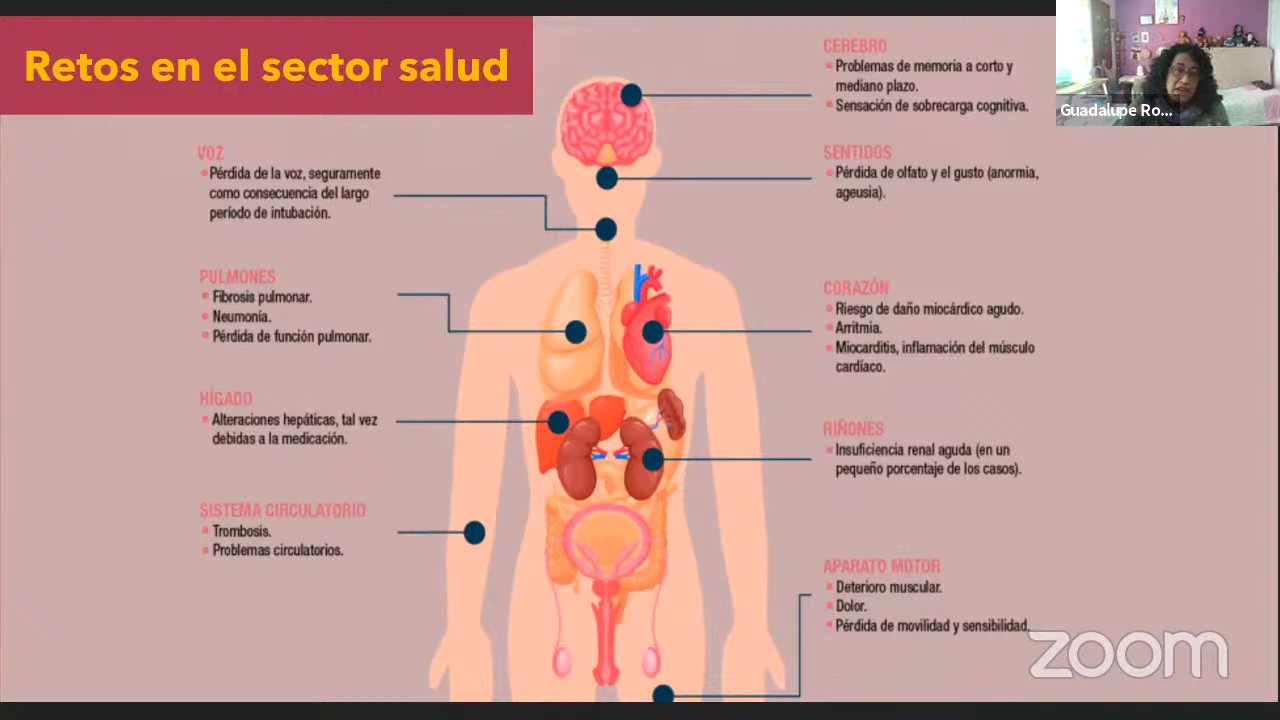 Retos en el sector salud
VOZ
Pérdida de la voz, seguramente
como consecuencia del largo
período de intubación.
PULMONES
Fibrosis pulmonar.
Neumonía.
Pérdida de función pulmonar.
HÍGADO
Alteraciones hepáticas, tal vez
debidas a la medicación.
SISTEMA CIRCULATORIO
Trombosis.
Problemas circulatorios.
CEREBRO
Problemas de memoria a corto y
mediano plazo.
Sensación de sobrecarga cognitiva.
SENTIDOS
Pérdida de olfato y el gusto (anormia,
ageusia).
CORAZÓN
Riesgo de daño miocárdico agudo.
Arritmia.
Miocarditis, inflamación del músculo
cardíaco.
RIÑONES
Insuficiencia renal aguda (en un
pequeño porcentaje de los casos).
APARATO MOTOR
Deterioro muscular.
Dolor.
Pérdida de movilidad y sensibilidad.
Guadalupe Ro...
zoom